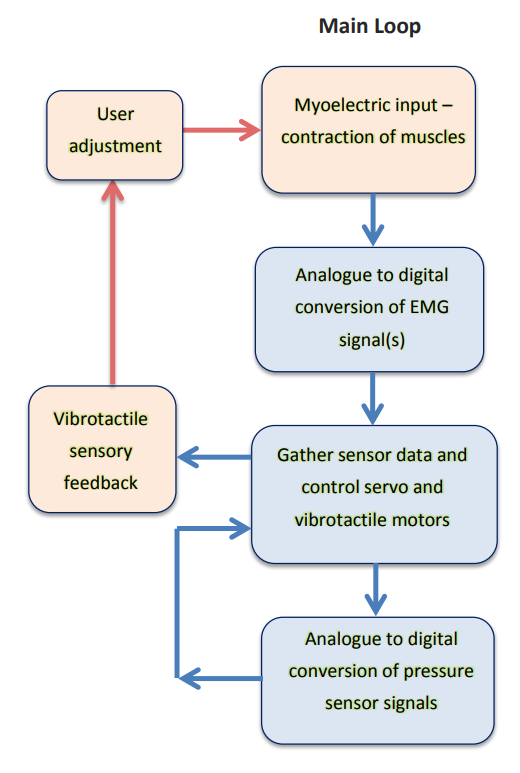 Main Loop
User
adjustment
Myoelectric input –
contraction of muscles
Analogue to digital
conversion of EMG
signal(s)
Vibrotactile
sensory
feedback
Gather sensor data and
control servo and
vibrotactile motors
Analogue to digital
conversion of pressure
sensor signals